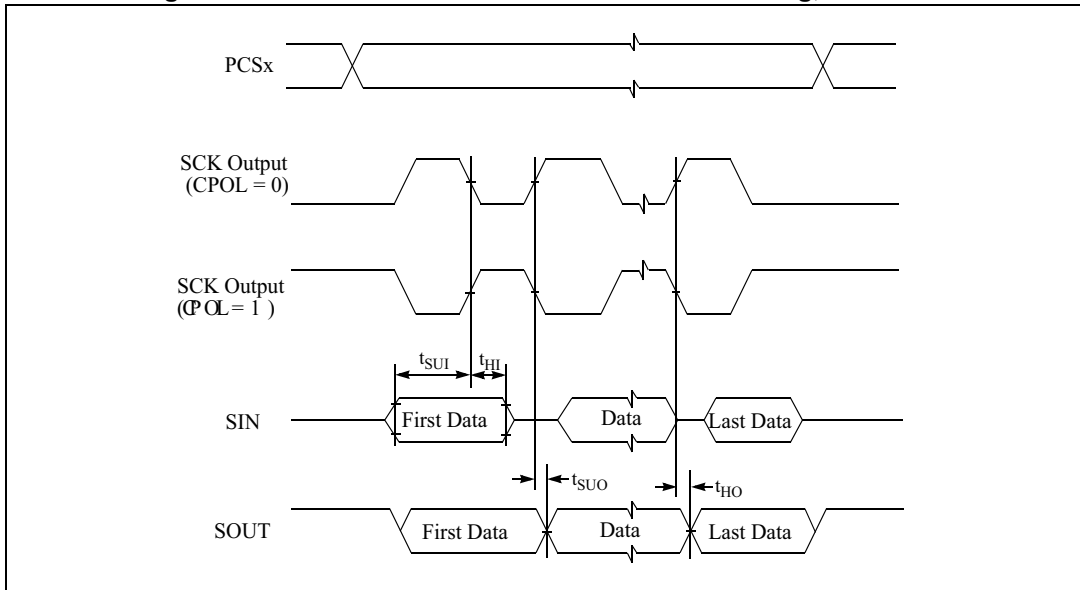 PCSx
SCK Output
(CPOL = 0)
SCK Output
(CPOL = 1 )
tSUI
tHI
SIN
First Data
Data
Last Data
tSUO
tHO
SOUT
First Data
Data
Last Data